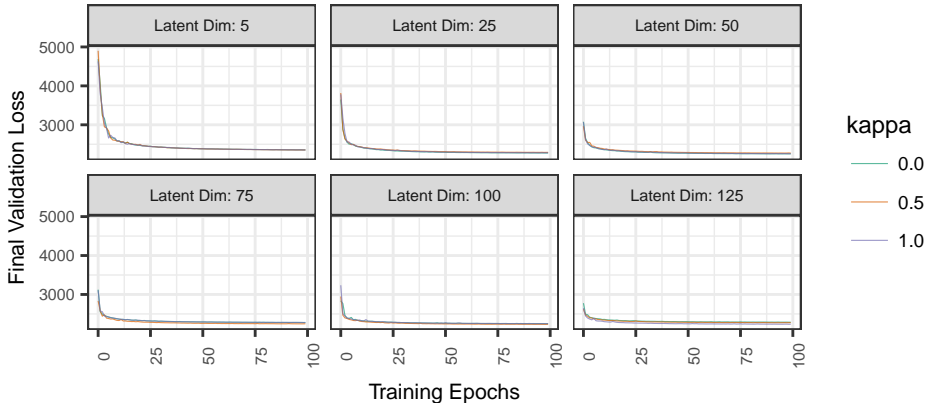 Latent Dim: 5
Latent Dim: 25
Latent Dim: 50
5000
4000
3000
Latent Dim: 75
Latent Dim: 100
Latent Dim: 125
5000
4000
3000
Final Validation Loss
0 25 50 75 100
0 25 50 75 100
0 25 50 75 100
Training Epochs
kappa
0.0
0.5
1.0